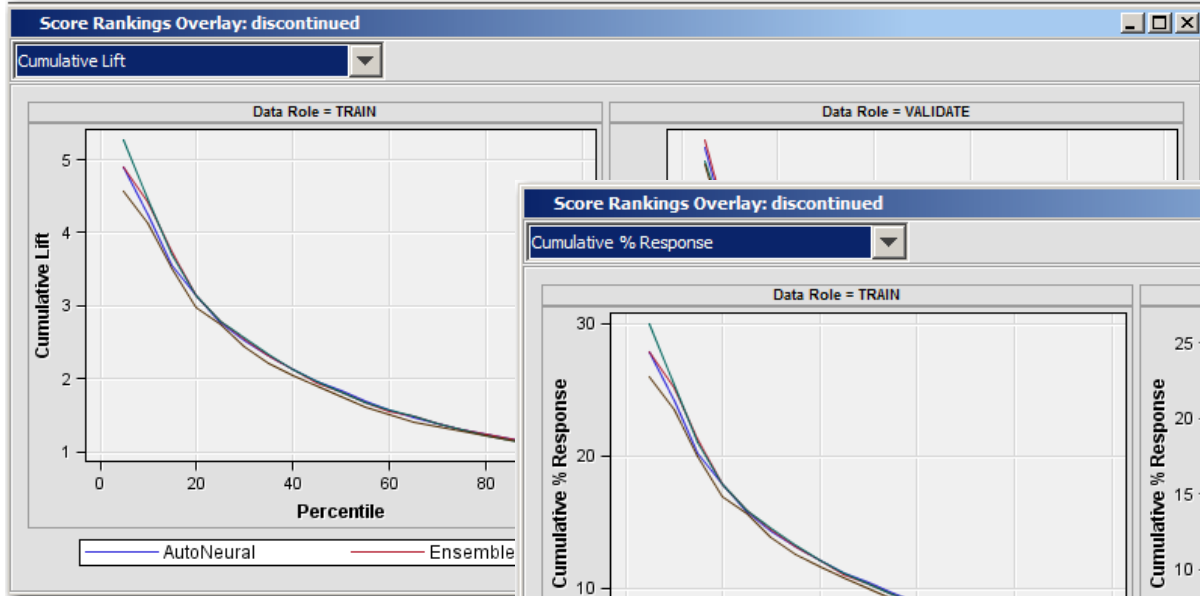 Score Rankings Overlay: discontinued
Cumulative Lift
Data Role = TRAIN
Data Role = VALIDATE
5
4
3
2
1
Cumulative Lift
0 20 40 60 80
Percentile
AutoNeural Ensemble
Score Rankings Overlay: discontinued
Cumulative % Response
Data Role = TRAIN
30
20
10
Cumulative % Response
25
20
15
10
Cumulative % Response